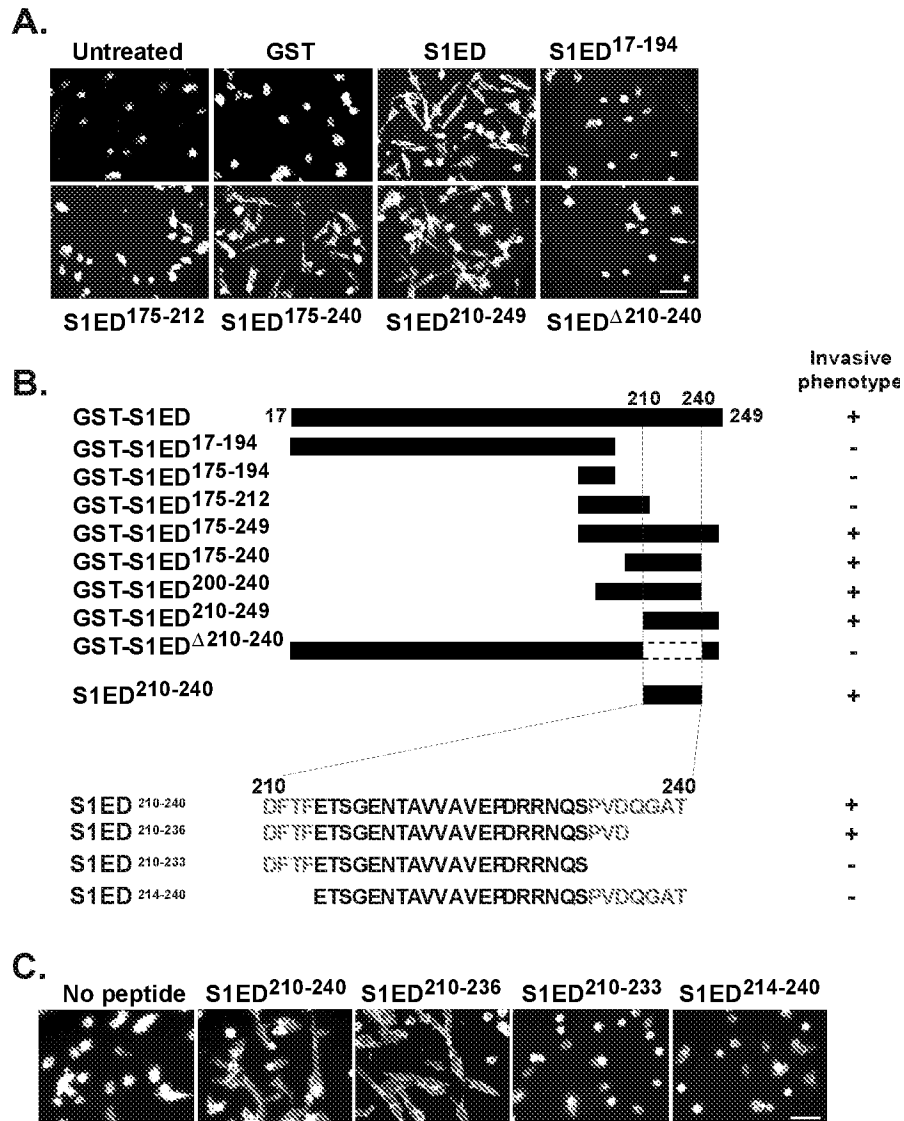 A.
Untreated GST S1ED S1ED17-194
S1ED175-212 S1ED175-240 S1ED210-249 S1EDΔ210-240
B.
Invasive
phenotype
210 240
GST-S1ED 17 249 +
GST-S1ED17-194 -
GST-S1ED175-194 -
GST-S1ED175-212 -
GST-S1ED175-249 +
GST-S1ED175-240 +
GST-S1ED200-240 +
GST-S1ED210-249 +
GST-S1EDΔ210-240 -
S1ED210-240 +
210 240
S1ED 210-240 DFTFETSGENTAVVAVEPDRRNQSPVDQGAT +
S1ED 210-236 DFTFETSGENTAVVAVEPDRRNQSPVD +
S1ED 210-233 DFTFETSGENTAVVAVEPDRRNQS -
S1ED 214-240 ETSGENTAVVAVEPDRRNQSPVDQGAT -
C.
No peptide S1ED210-240 S1ED210-236 S1ED210-233 S1ED214-240